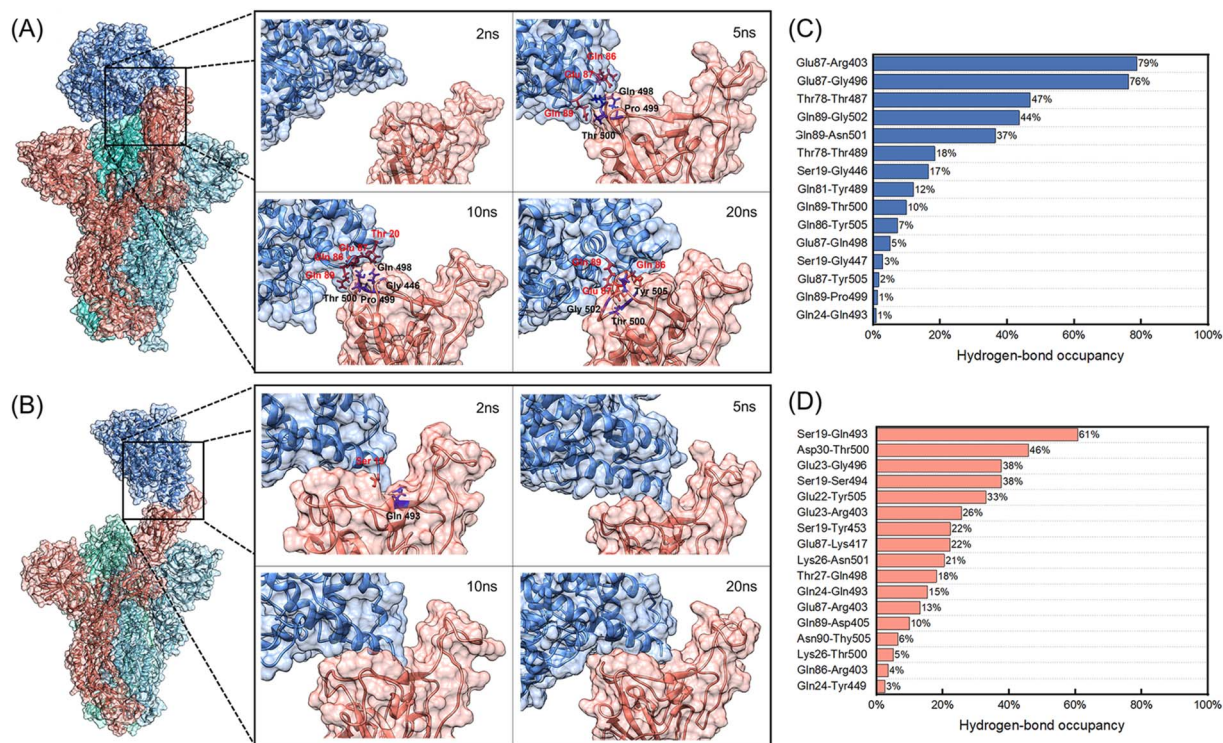 (A)
2ns
5ns
Gln 86
Glu 87
Gln 498
Gln 89
Pro 499
Thr 500
10ns
Thr 20
Glu 87
Gln 86
Gln 498
Gln 89
Gly 446
Thr 500
Pro 499
20ns
Gln 89
Gln 86
Glu 87
Tyr 505
Gly 502
Thr 500
(B)
2ns
Ser 19
Gln 493
5ns
10ns
20ns
(C)
Glu87-Arg403
79%
Glu87-Gly496
76%
Thr78-Thr487
47%
Gln89-Gly502
44%
Gln89-Asn501
37%
Thr78-Thr489
18%
Ser19-Gly446
17%
Gln81-Tyr489
12%
Gln89-Thr500
10%
Gln86-Tyr505
7%
Glu87-Gln498
5%
Ser19-Gly447
3%
Glu87-Tyr505
2%
Gln89-Pro499
1%
Gln24-Gln493
1%
0% 20% 40% 60% 80% 100%
Hydrogen-bond occupancy
(D)
Ser19-Gln493
61%
Asp30-Thr500
46%
Glu23-Gly496
38%
Ser19-Ser494
38%
Glu22-Tyr505
33%
Glu23-Arg403
26%
Ser19-Tyr453
22%
Glu87-Lys417
22%
Lys26-Asn501
21%
Thr27-Gln498
18%
Gln24-Gln493
15%
Glu87-Arg403
13%
Gln89-Asp405
10%
Asn90-Thy505
6%
Lys26-Thr500
5%
Gln86-Arg403
4%
Gln24-Tyr449
3%
0% 20% 40% 60% 80% 100%
Hydrogen-bond occupancy